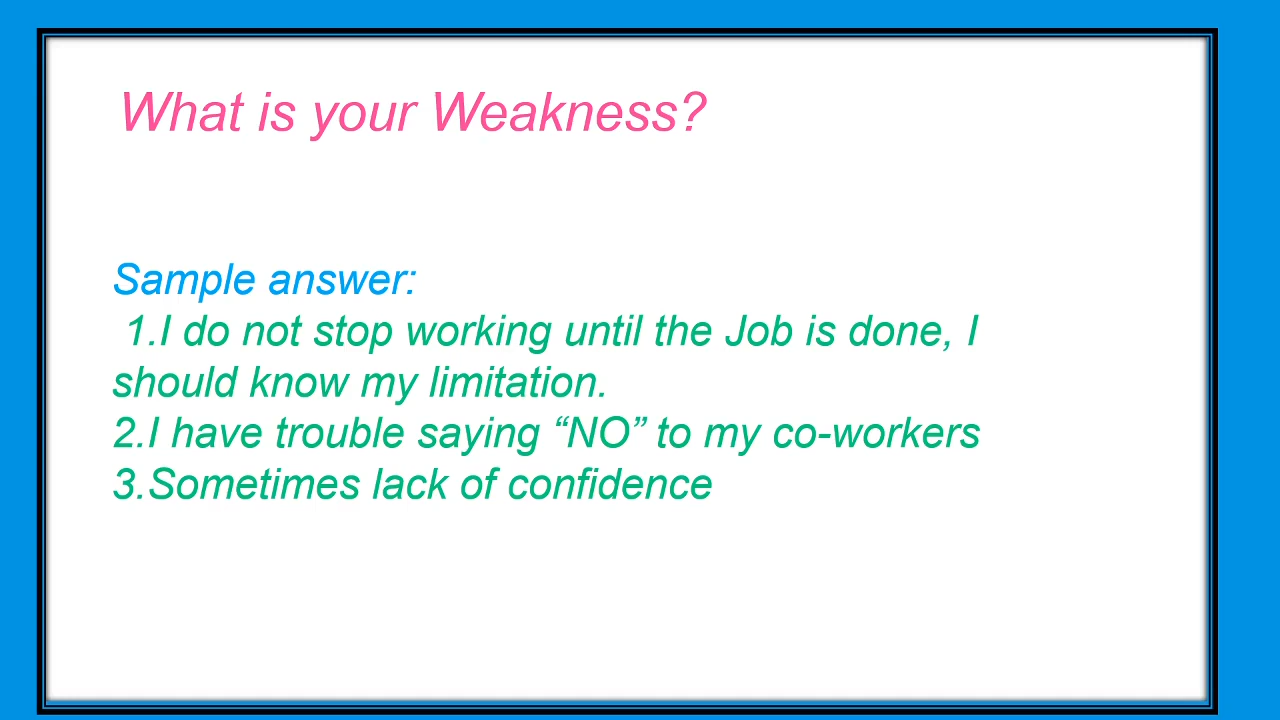 What is your Weakness?
Sample answer:
1.I do not stop working until the Job is done, I
should know my limitation.
2.I have trouble saying “NO” to my co-workers
3.Sometimes lack of confidence